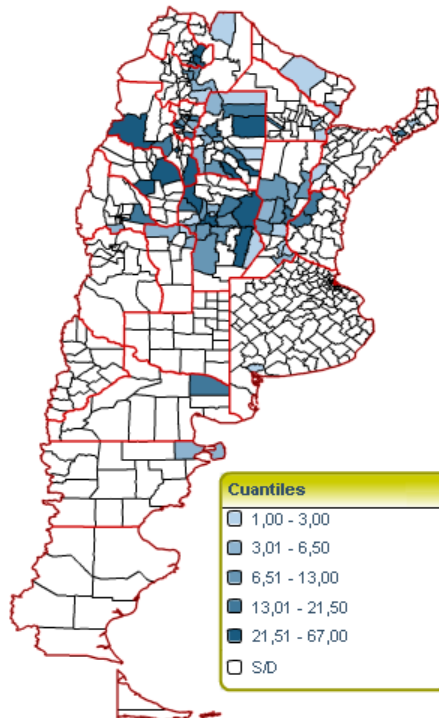 Cuantiles
1,00 - 3,00
3,01 - 6,50
6,51 - 13,00
13,01 - 21,50
21,51 - 67,00
S/D